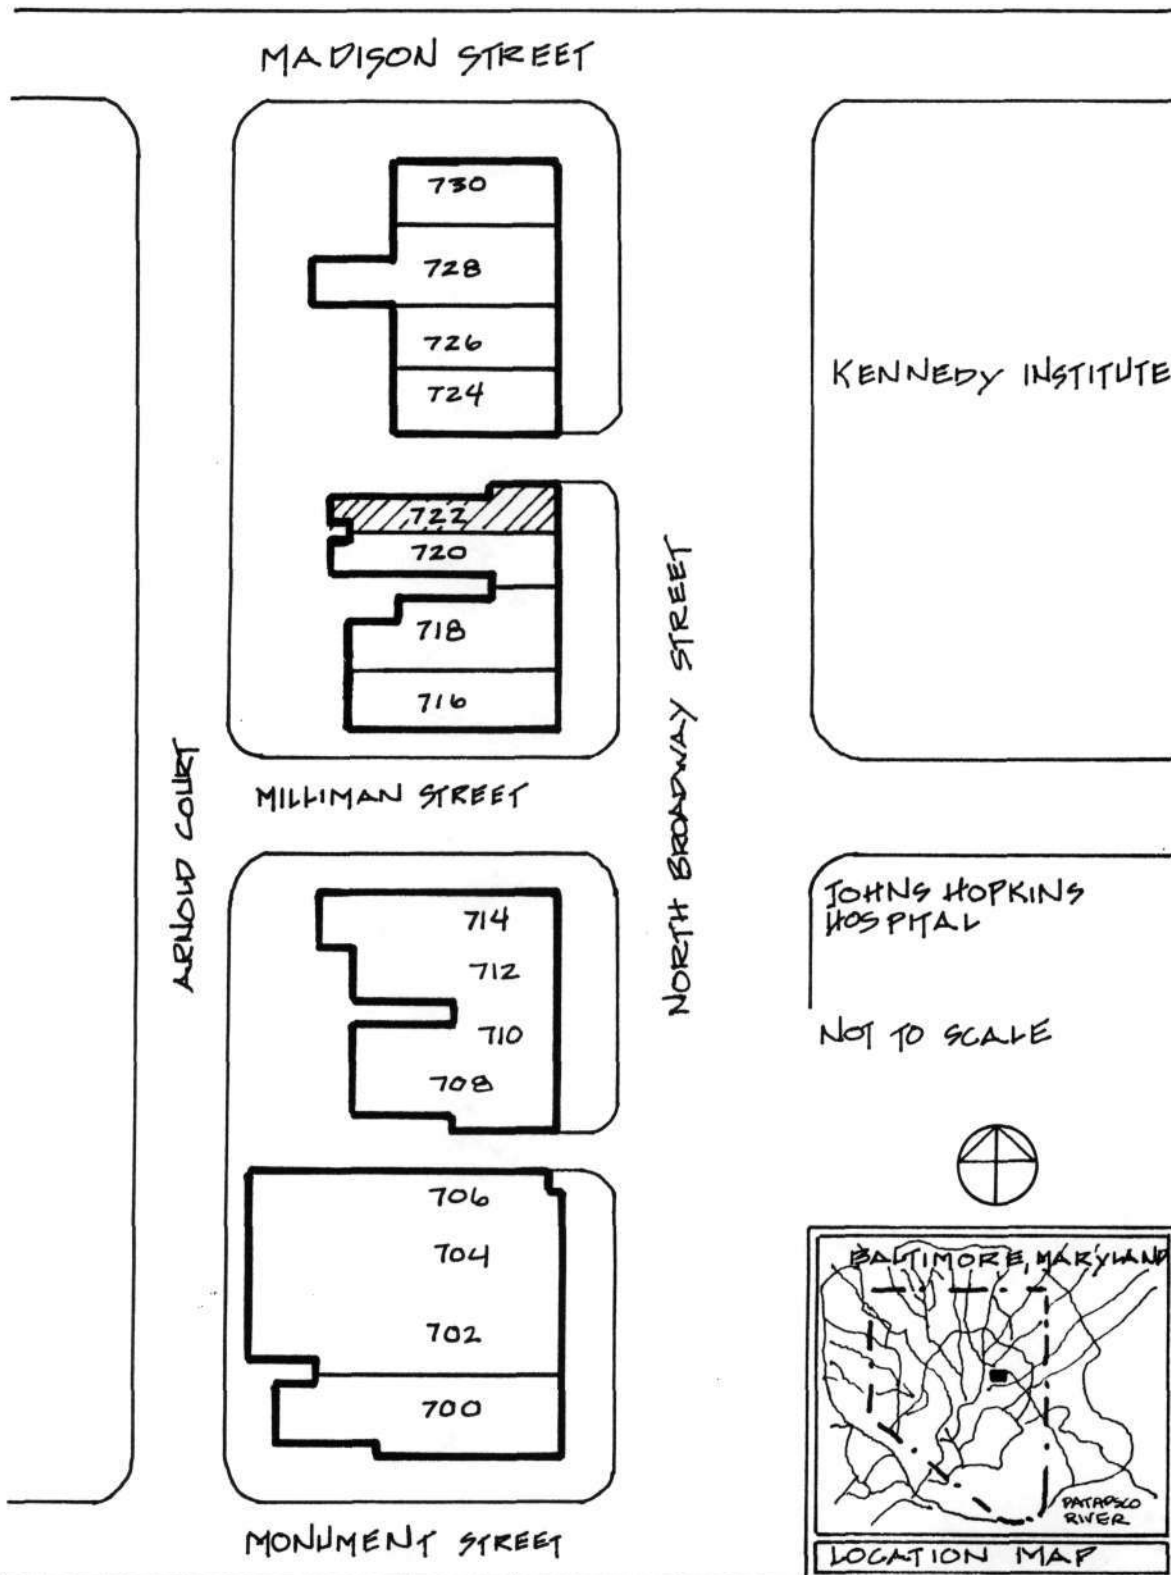 MADISON STREET
730
728
726
724
KENNEDY INSTITUTE
722
720
718
716
NORTH BROADWAY STREET
ARNOLD COURT
MILLIMAN STREET
714
712
710
708
JOHNS HOPKINS
HOSPITAL
NOT TO SCALE
706
704
702
700
BALTIMORE, MARYLAND
PATAPSCO
RIVER
LOCATION MAP
MONUMENT STREET